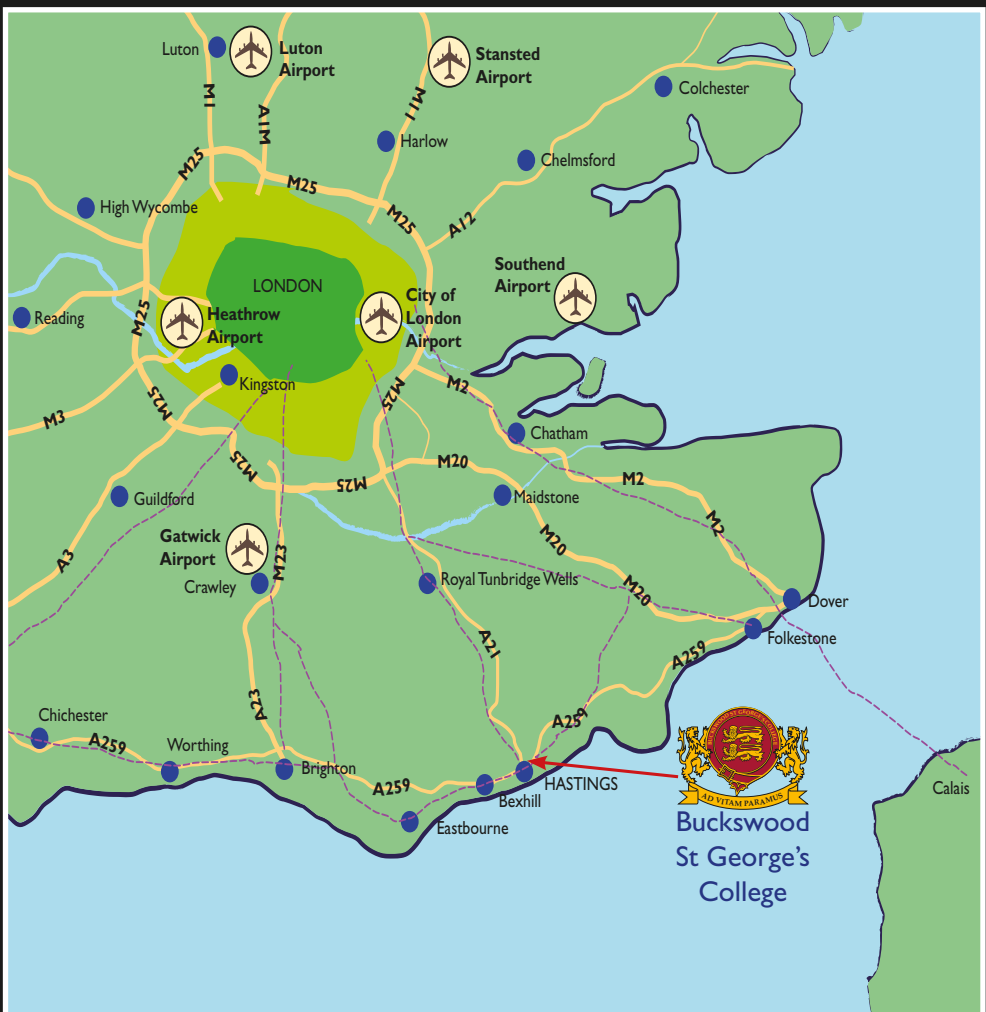 Luton
Luton
Airport
Stansted
Airport
Colchester
M1
A1M
M11
Harlow
Chelmsford
M25
M25
M25
A12
High Wycombe
LONDON
Southend
Airport
City of
London
Airport
Heathrow
Airport
Reading
M25
Kingston
M3
M25
M25
M2
Chatham
M25
M25
M20
M2
Maidstone
Guildford
M2
M20
Gatwick
Airport
M23
Crawley
A3
Royal Tunbridge Wells
M20
Dover
Folkestone
A21
A259
A23
A259
Chichester
A259
Worthing
Brighton
A259
HASTINGS
Bexhill
Eastbourne
Calais
AD VITAM PARAMUS
Buckswood
St George's
College